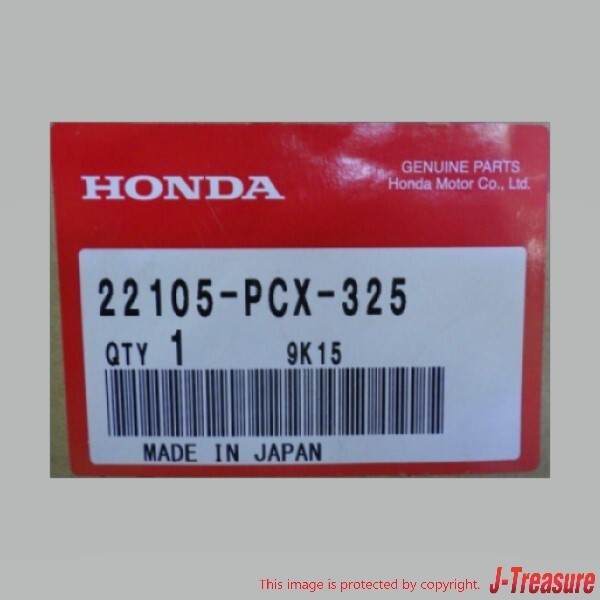 HONDA
GENUINE PARTS
Honda Motor Co., Ltd.
22105-PCX-325
QTY 1 9K15
MADE IN JAPAN
This image is protected by copyright. J-Treasure